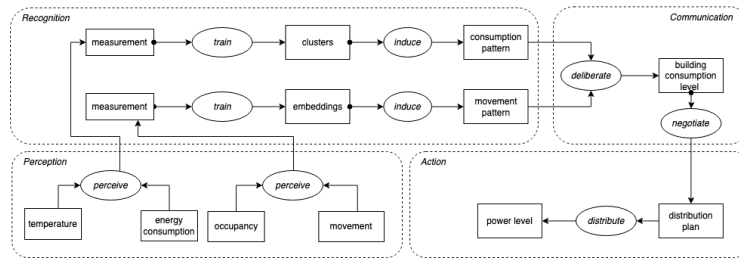 Recognition
measurement
train
clusters
induce
consumption
pattern
measurement
train
embeddings
induce
movement
pattern
Communication
deliberate
building
consumption
level
negotiate
Perception
perceive
perceive
temperature
energy
consumption
occupancy
movement
Action
power level
distribute
distribution
plan